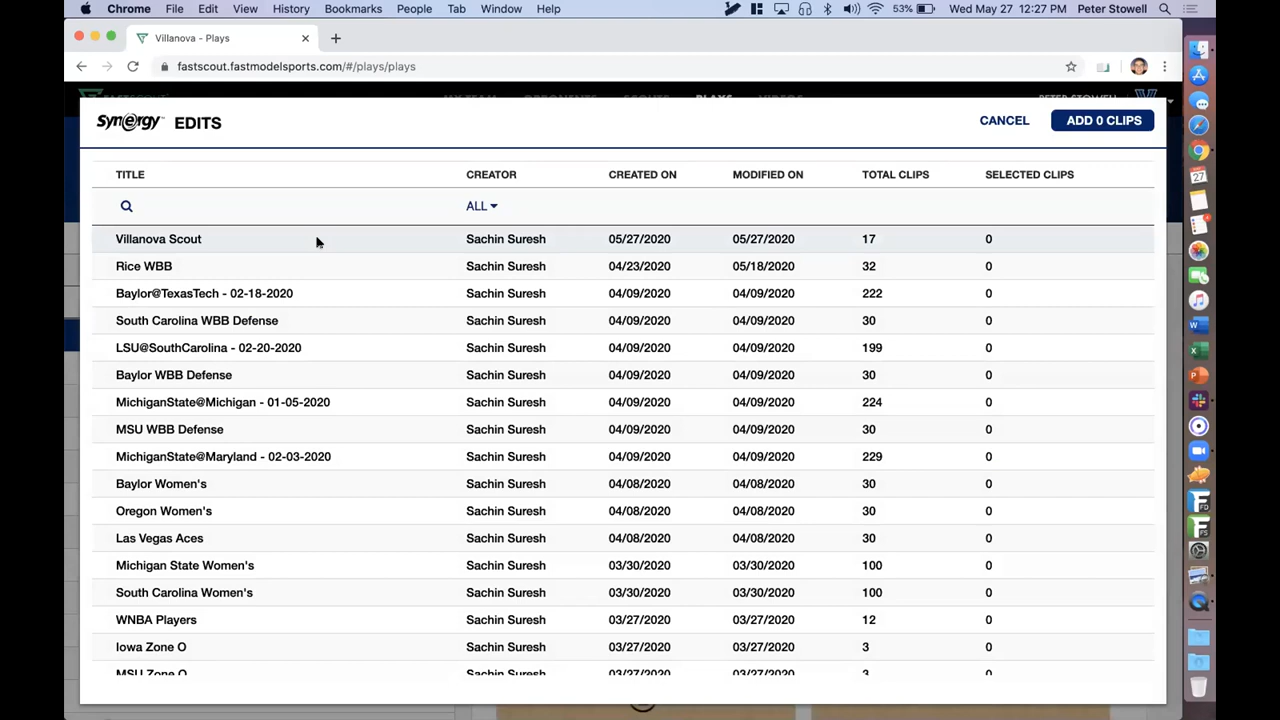 Chrome File Edit View History Bookmarks People Tab Window Help 53% Wed May 27 12:27 PM Peter Stowell
Villanova - Plays
fastscout.fastmodelsports.com/#/plays/plays
Synergy EDITS CANCEL ADD 0 CLIPS
TITLE CREATOR CREATED ON MODIFIED ON TOTAL CLIPS SELECTED CLIPS
ALL
Villanova Scout Sachin Suresh 05/27/2020 05/27/2020 17 0
Rice WBB Sachin Suresh 04/23/2020 05/18/2020 32 0
Baylor@TexasTech - 02-18-2020 Sachin Suresh 04/09/2020 04/09/2020 222 0
South Carolina WBB Defense Sachin Suresh 04/09/2020 04/09/2020 30 0
LSU@SouthCarolina - 02-20-2020 Sachin Suresh 04/09/2020 04/09/2020 199 0
Baylor WBB Defense Sachin Suresh 04/09/2020 04/09/2020 30 0
MichiganState@Michigan - 01-05-2020 Sachin Suresh 04/09/2020 04/09/2020 224 0
MSU WBB Defense Sachin Suresh 04/09/2020 04/09/2020 30 0
MichiganState@Maryland - 02-03-2020 Sachin Suresh 04/09/2020 04/09/2020 229 0
Baylor Women's Sachin Suresh 04/08/2020 04/08/2020 30 0
Oregon Women's Sachin Suresh 04/08/2020 04/08/2020 30 0
Las Vegas Aces Sachin Suresh 04/08/2020 04/08/2020 30 0
Michigan State Women's Sachin Suresh 03/30/2020 03/30/2020 100 0
South Carolina Women's Sachin Suresh 03/30/2020 03/30/2020 100 0
WNBA Players Sachin Suresh 03/27/2020 03/27/2020 12 0
Iowa Zone O Sachin Suresh 03/27/2020 03/27/2020 3 0
MSU Zone O Sachin Suresh 03/27/2020 03/27/2020 3 0